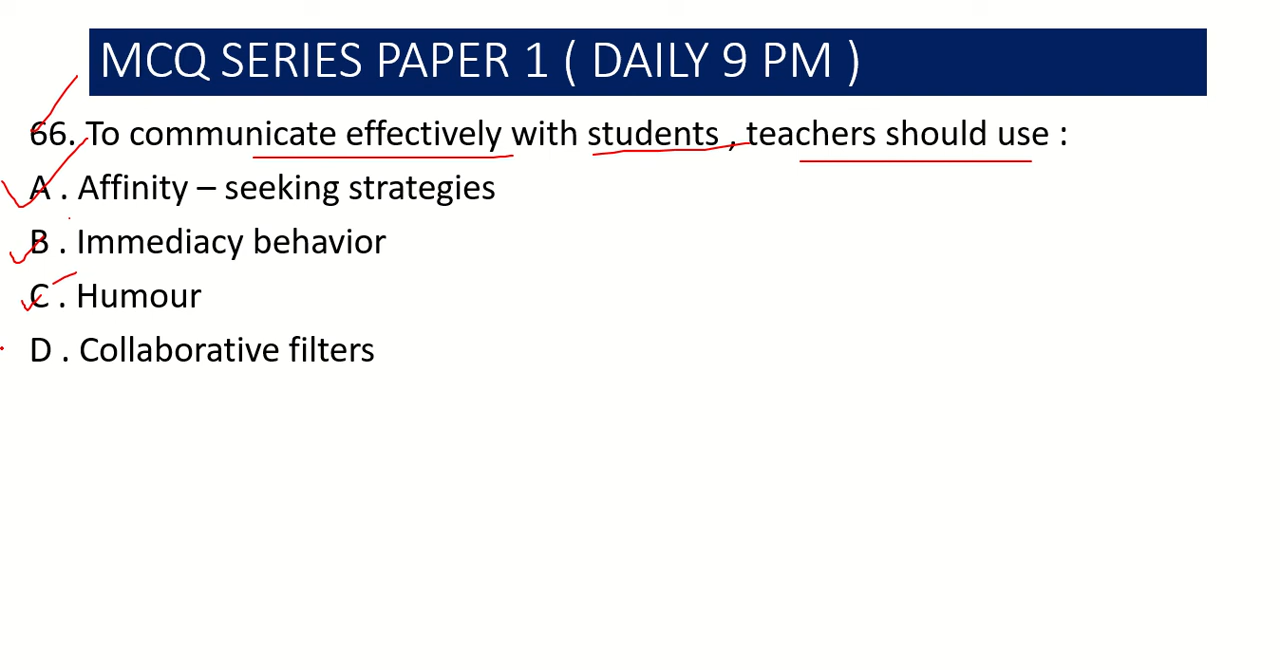 MCQ SERIES PAPER 1 ( DAILY 9 PM )
66. To communicate effectively with students , teachers should use :
A . Affinity – seeking strategies
B . Immediacy behavior
C . Humour
D . Collaborative filters